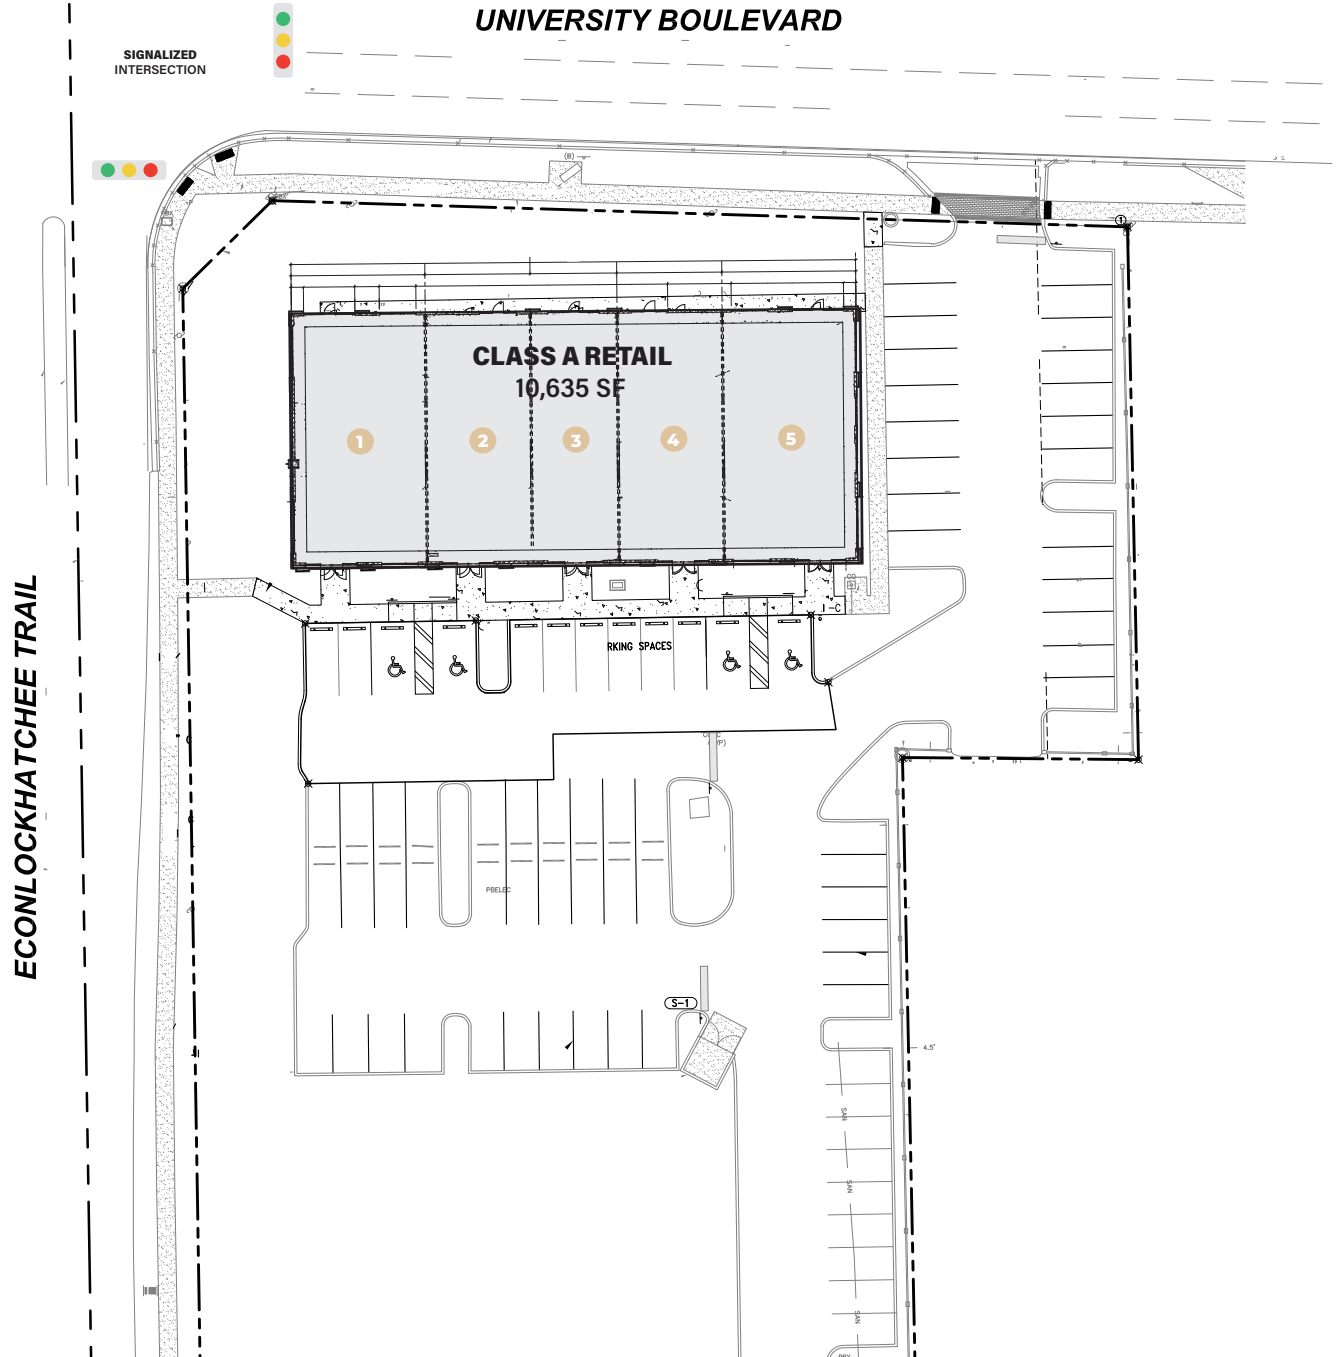 UNIVERSITY BOULEVARD
SIGNALIZED
INTERSECTION
(B)
1
CLASS A RETAIL
10,635 SF
1
2
3
4
5
ECONLOCKHATCHEE TRAIL
I-C
RKING SPACES
PBELEC
S-1
4.5'
SAN
SAN
SAN